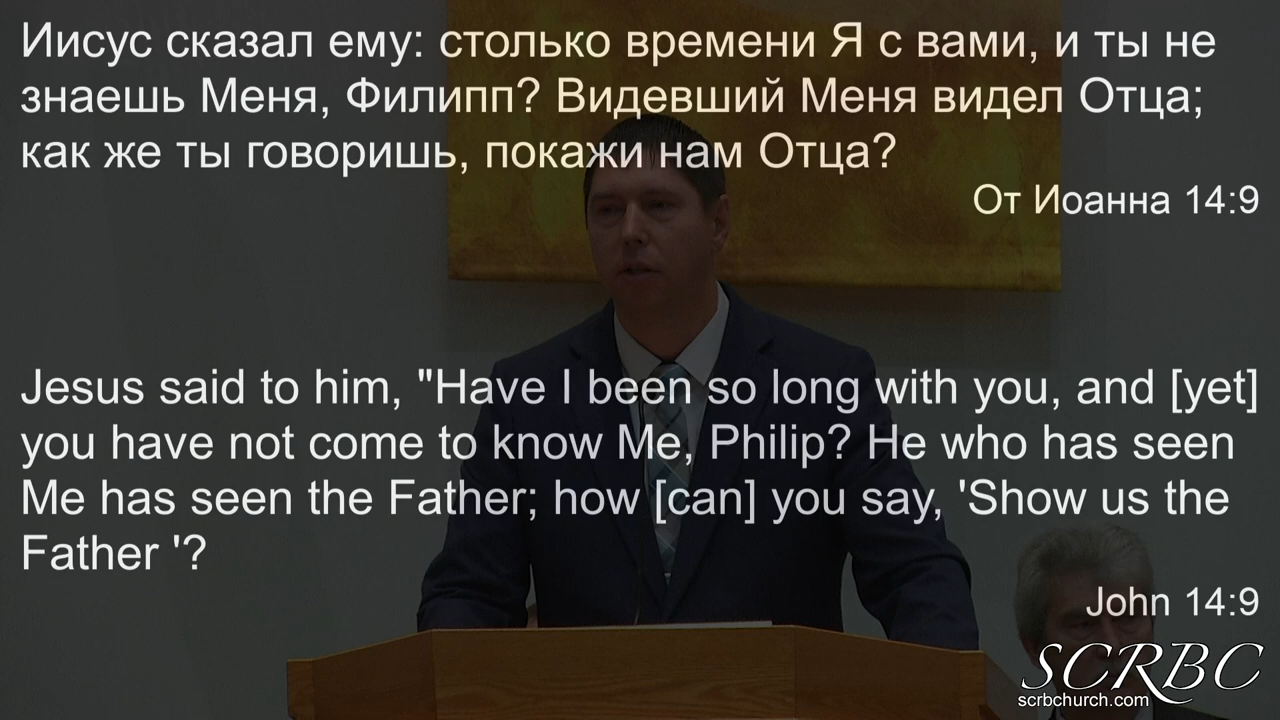 Иисус сказал ему: столько времени Я с вами, и ты не
знаешь Меня, Филипп? Видевший Меня видел Отца;
как же ты говоришь, покажи нам Отца?
От Иоанна 14:9
Jesus said to him, "Have I been so long with you, and [yet]
you have not come to know Me, Philip? He who has seen
Me has seen the Father; how [can] you say, 'Show us the
Father '?
John 14:9
SCRBC
scrbchurch.com